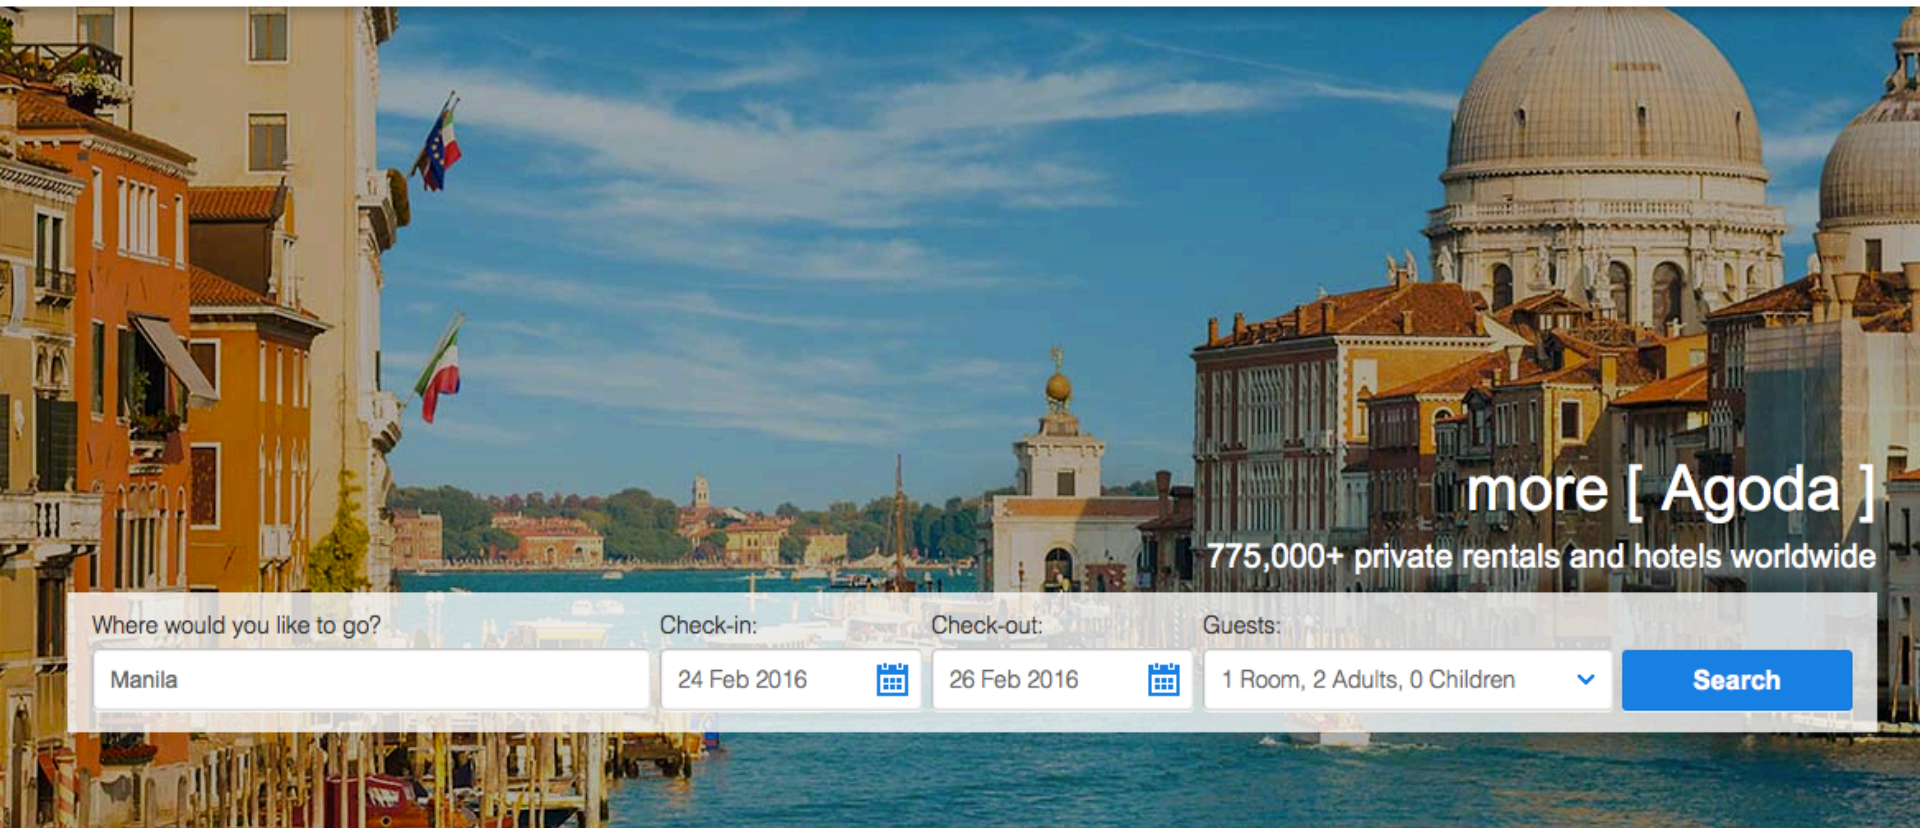 more [ Agoda ]
775,000+ private rentals and hotels worldwide
Where would you like to go?
Check-in:
Check-out:
Guests:
Manila
24 Feb 2016
26 Feb 2016
1 Room, 2 Adults, 0 Children
Search